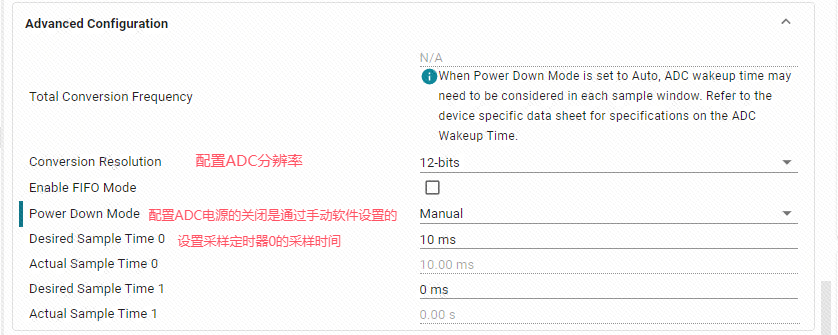 Advanced Configuration
N/A
Total Conversion Frequency
When Power Down Mode is set to Auto, ADC wakeup time may
need to be considered in each sample window. Refer to the
device specific data sheet for specifications on the ADC
Wakeup Time.
Conversion Resolution 配置ADC分辨率 12-bits
Enable FIFO Mode
Power Down Mode 配置ADC电源的关闭是通过手动软件设置的 Manual
Desired Sample Time 0 设置采样定时器0的采样时间 10 ms
Actual Sample Time 0 10.00 ms
Desired Sample Time 1 0 ms
Actual Sample Time 1 0.00 s